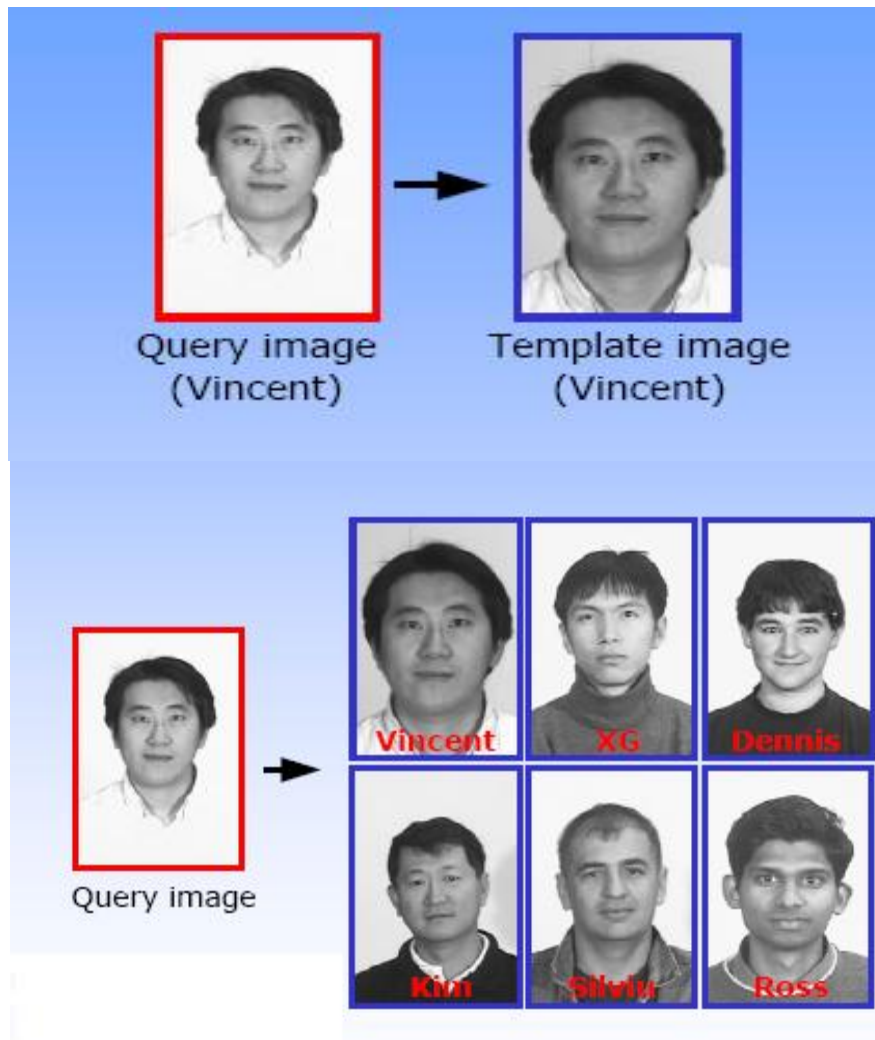 Query image
(Vincent)
Template image
(Vincent)
Vincent
XG
Dennis
Query image
Kim
Silviu
Ross